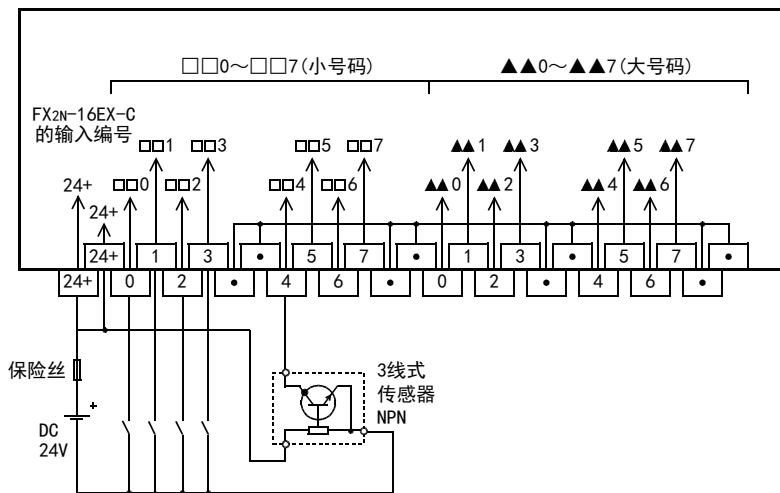 □□0～□□7(小号码)
▲▲0～▲▲7(大号码)
FX2N-16EX-C
的输入编号
□□1 □□3 □□5 □□7 ▲▲1 ▲▲3 ▲▲5 ▲▲7
24+ □□0 □□2 □□4 □□6 ▲▲0 ▲▲2 ▲▲4 ▲▲6
24+
24+ 1 3 • 5 7 • 1 3 • 5 7 •
24+ 0 2 • 4 6 • 0 2 • 4 6 •
保险丝
+
DC
24V
3线式
传感器
NPN